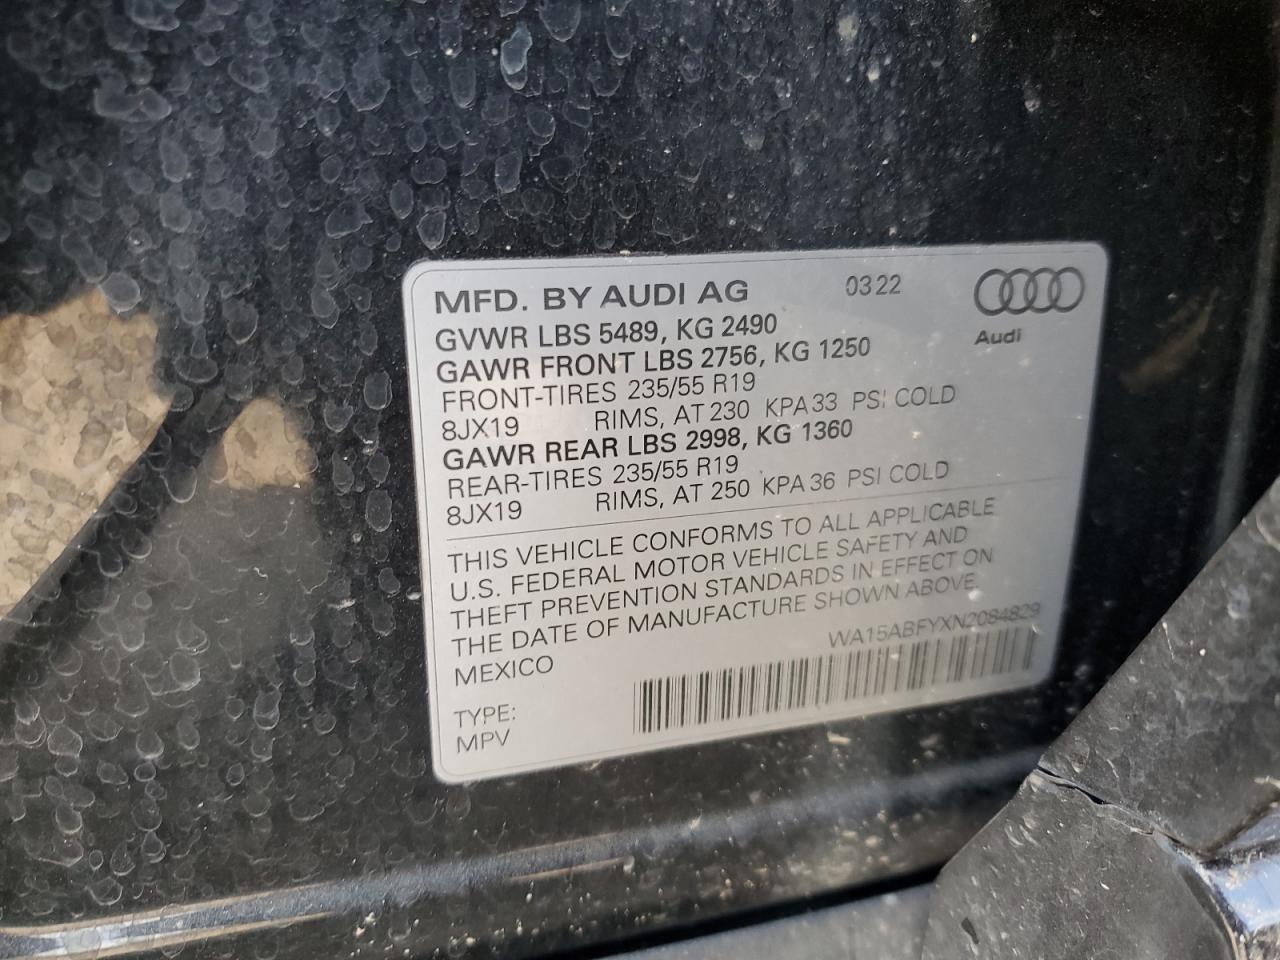 MFD. BY AUDI AG 0322
Audi
GVWR LBS 5489, KG 2490
GAWR FRONT LBS 2756, KG 1250
FRONT-TIRES 235/55 R19
8JX19 RIMS, AT 230 KPA 33 PSI COLD
GAWR REAR LBS 2998, KG 1360
REAR-TIRES 235/55 R19
8JX19 RIMS, AT 250 KPA 36 PSI COLD
THIS VEHICLE CONFORMS TO ALL APPLICABLE
U.S. FEDERAL MOTOR VEHICLE SAFETY AND
THEFT PREVENTION STANDARDS IN EFFECT ON
THE DATE OF MANUFACTURE SHOWN ABOVE.
WA15ABFYXN2084829
MEXICO
TYPE:
MPV